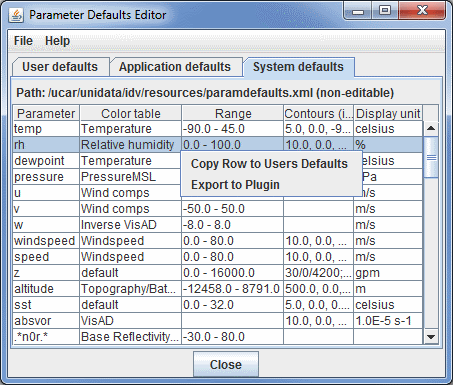 Parameter Defaults Editor
File Help
User defaults Application defaults System defaults
Path: /ucar/unidata/idv/resources/paramdefaults.xml (non-editable)
Parameter Color table Range Contours (i... Display unit
temp Temperature -90.0 - 45.0 5.0, 0.0, -9... celsius
rh Relative humidity 0.0 - 100.0 10.0, 0.0, ... %
dewpoint Temperature celsius
Copy Row to Users Defaults
pressure PressureMSL Pa
Export to Plugin
u Wind comps m/s
v Wind comps -50.0 - 50.0 m/s
w Inverse VisAD -8.0 - 8.0 m/s
windspeed Windspeed 0.0 - 80.0 10.0, 0.0, ... m/s
speed Windspeed 0.0 - 80.0 10.0, 0.0, ... m/s
z default 0.0 - 16000.0 30/0/4200;... gpm
altitude Topography/Bat... -12458.0 - 8791.0 500.0, 0.0,... m
sst default 0.0 - 32.0 5.0, 0.0, 0.... celsius
absvor VisAD 10.0, 0.0, ... 1.0E-5 s-1
.*n0r.* Base Reflectivity... -30.0 - 80.0
Close